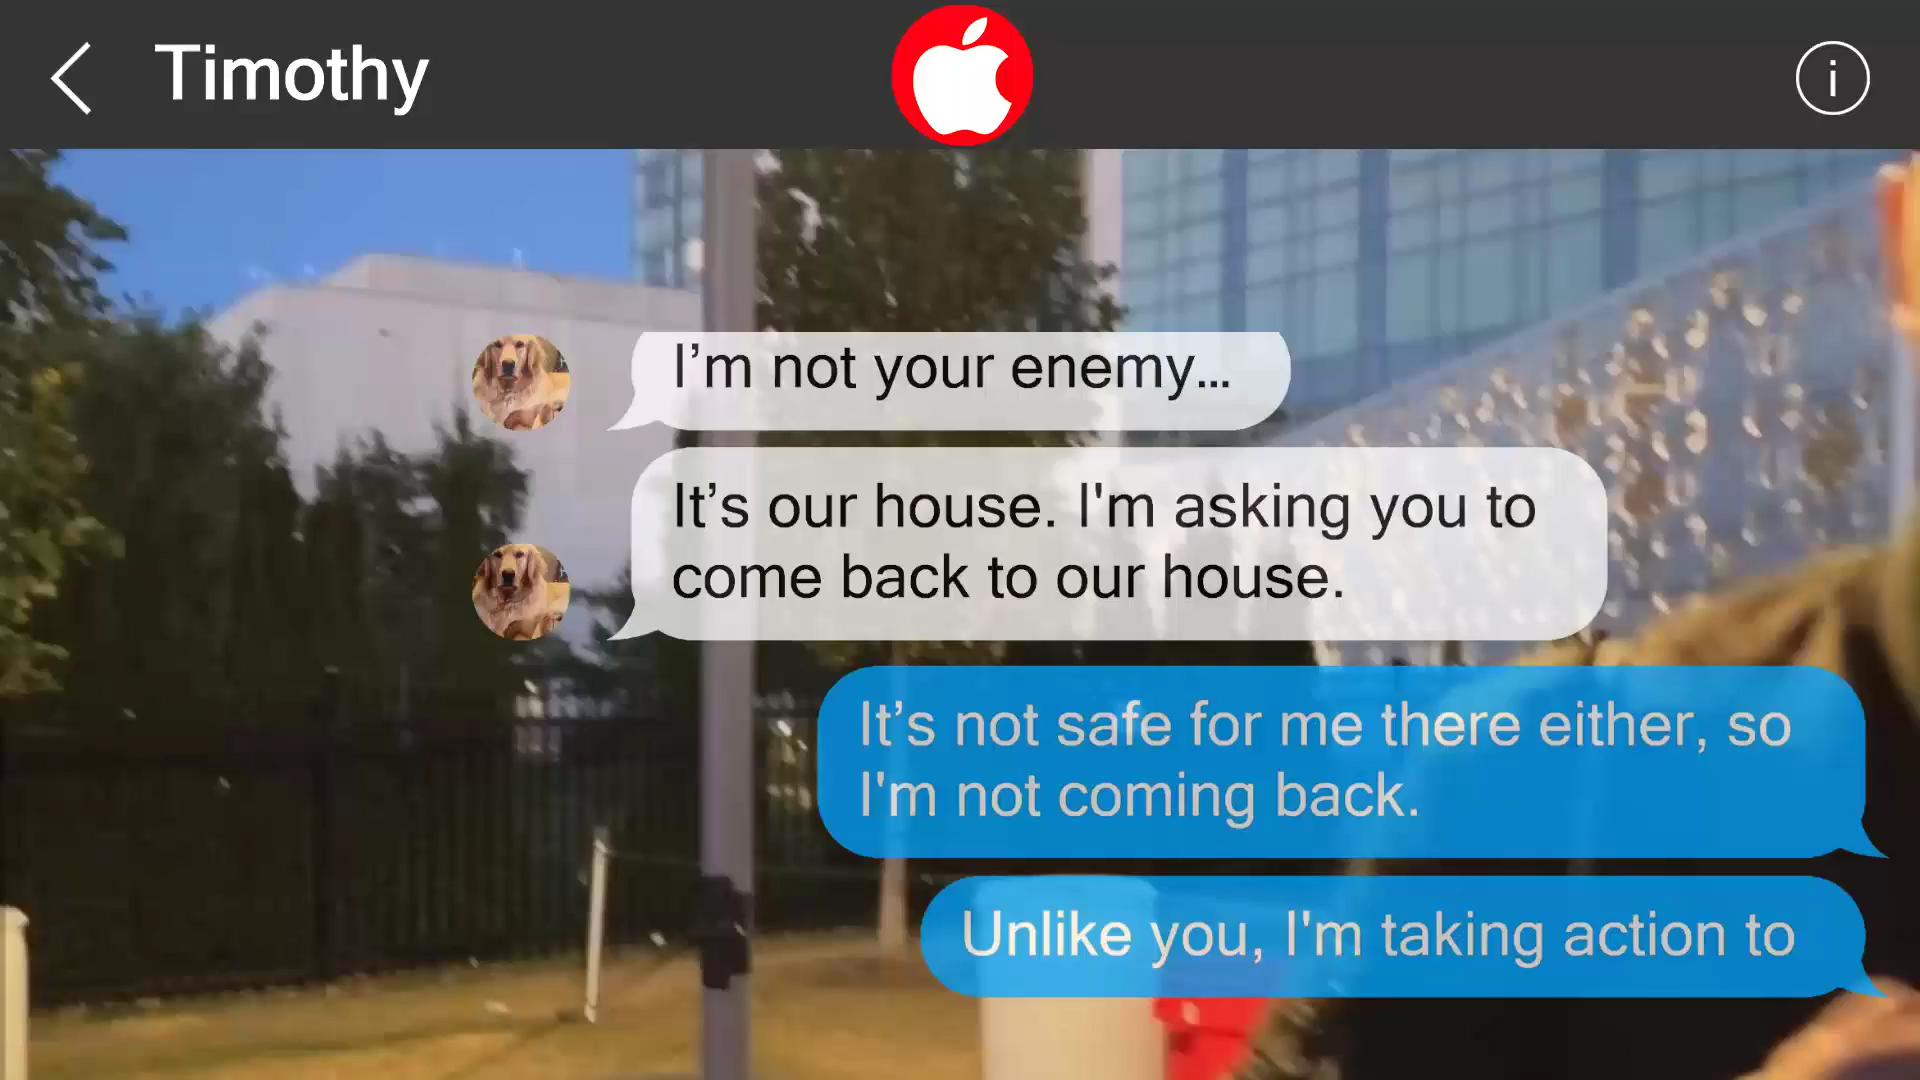 Timothy
i
I’m not your enemy...
It’s our house. I'm asking you to
come back to our house.
It’s not safe for me there either, so
I'm not coming back.
Unlike you, I'm taking action to